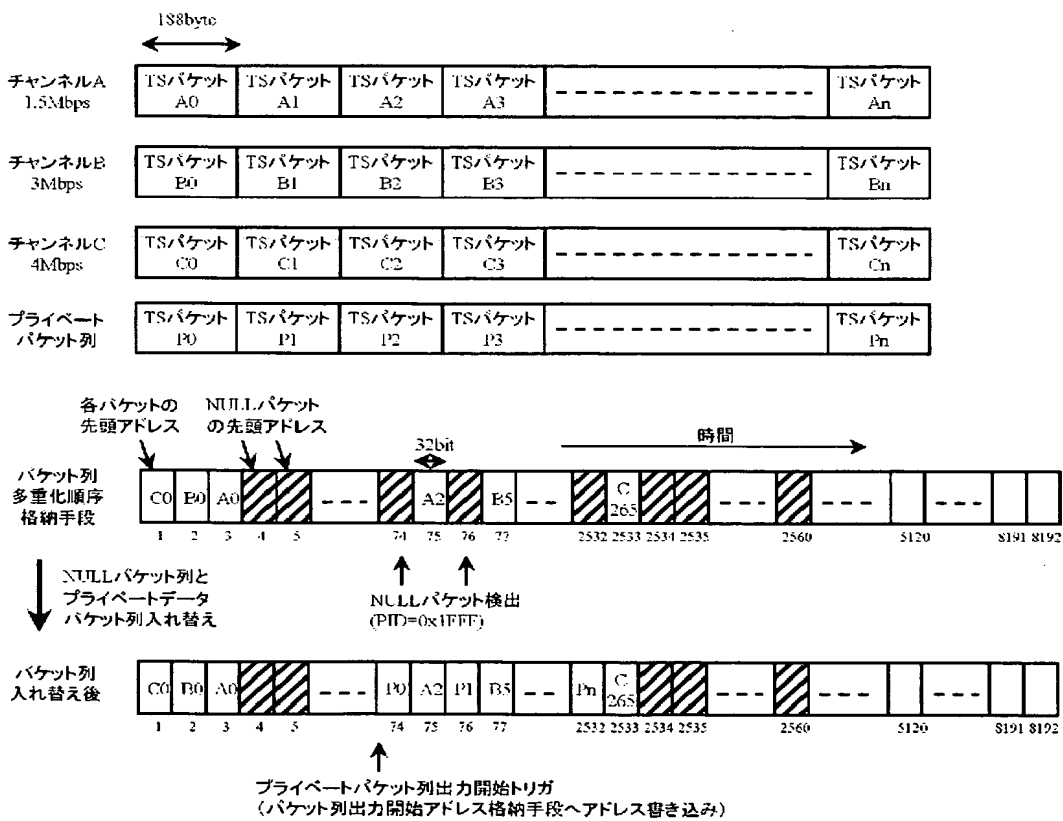 188byte
チャンネルA
1.5Mbps
TSパケット A0 TSパケット A1 TSパケット A2 TSパケット A3 TSパケット An
チャンネルB
3Mbps
TSパケット B0 TSパケット B1 TSパケット B2 TSパケット B3 TSパケット Bn
チャンネルC
4Mbps
TSパケット C0 TSパケット C1 TSパケット C2 TSパケット C3 TSパケット Cn
プライベート
パケット列
TSパケット P0 TSパケット P1 TSパケット P2 TSパケット P3 TSパケット Pn
各パケットの
先頭アドレス
NULLパケット
の先頭アドレス
32bit
時間
パケット列
多重化順序
格納手段
C0 B0 A0 A2 B5 C 265
1 2 3 4 5 74 75 76 77 2532 2533 2534 2535 2560 5120 8191 8192
NULLパケット列と
プライベートデータ
パケット列入れ替え
NULLパケット検出
(PID=0x1FFF)
パケット列
入れ替え後
C0 B0 A0 P0 A2 P1 B5 Pn C 265
1 2 3 4 5 74 75 76 77 2532 2533 2534 2535 2560 5120 8191 8192
プライベートパケット列出力開始トリガ
(パケット列出力開始アドレス格納手段へアドレス書き込み)